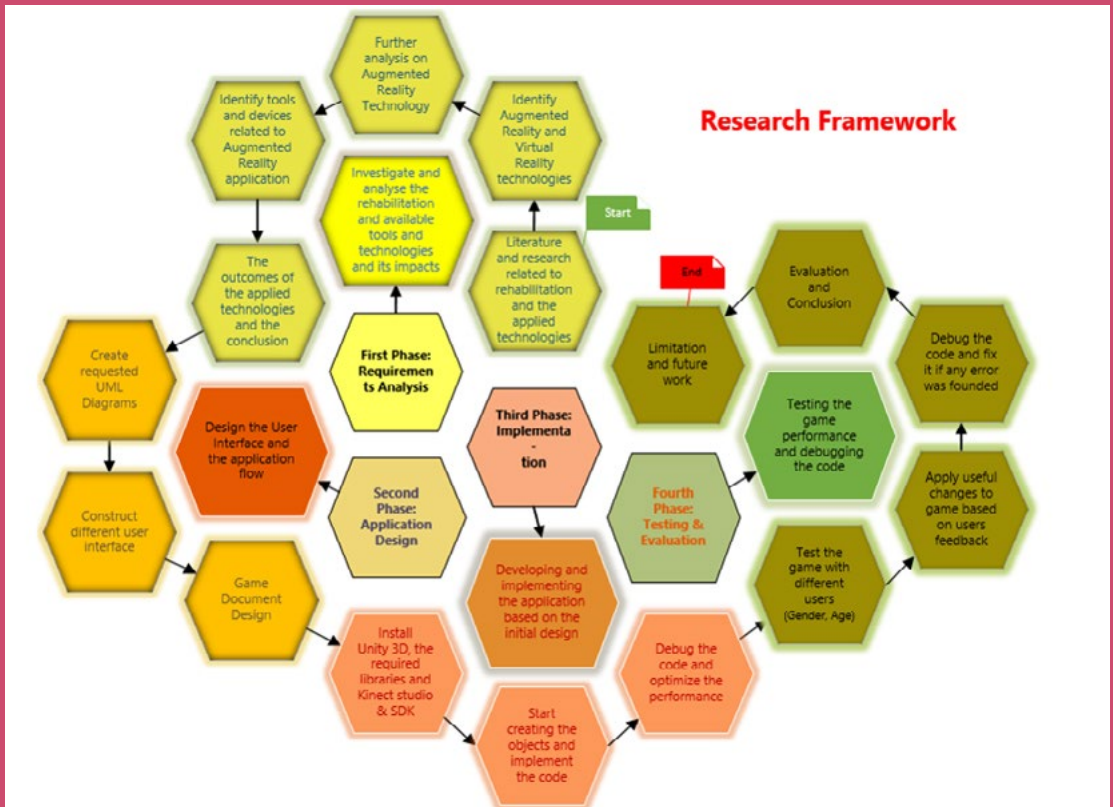 Research Framework
Further
analysis on
Augmented
Reality
Technology
Identify tools
and devices
related to
Augmented
Reality
application
Identify
Augmented
Reality and
Virtual
Reality
technologies
Investigate and
analyse the
rehabilitation
and available
tools and
technologies
and its impacts
Start
Literature
and research
related to
rehabilitation
and the
applied
technologies
The
outcomes of
the applied
technologies
and the
conclusion
End
Evaluation
and
Conclusion
Create
requested
UML
Diagrams
First Phase:
Requireme
nts Analysis
Limitation
and future
work
Debug the
code and fix
it if any error
was founded
Design the User
Interface and
the application
flow
Third Phase:
Implementa
-
tion
Testing the
game
performance
and debugging
the code
Construct
different user
interface
Second
Phase:
Application
Design
Fourth
Phase:
Testing &
Evaluation
Apply useful
changes to
game based
on users
feedback
Game
Document
Design
Developing and
implementing
the application
based on the
initial design
Test the
game with
different
users
(Gender, Age)
Install
Unity 3D, the
required
libraries and
Kinect studio
& SDK
Debug the
code and
optimize the
performance
Start
creating the
objects and
implement
the code